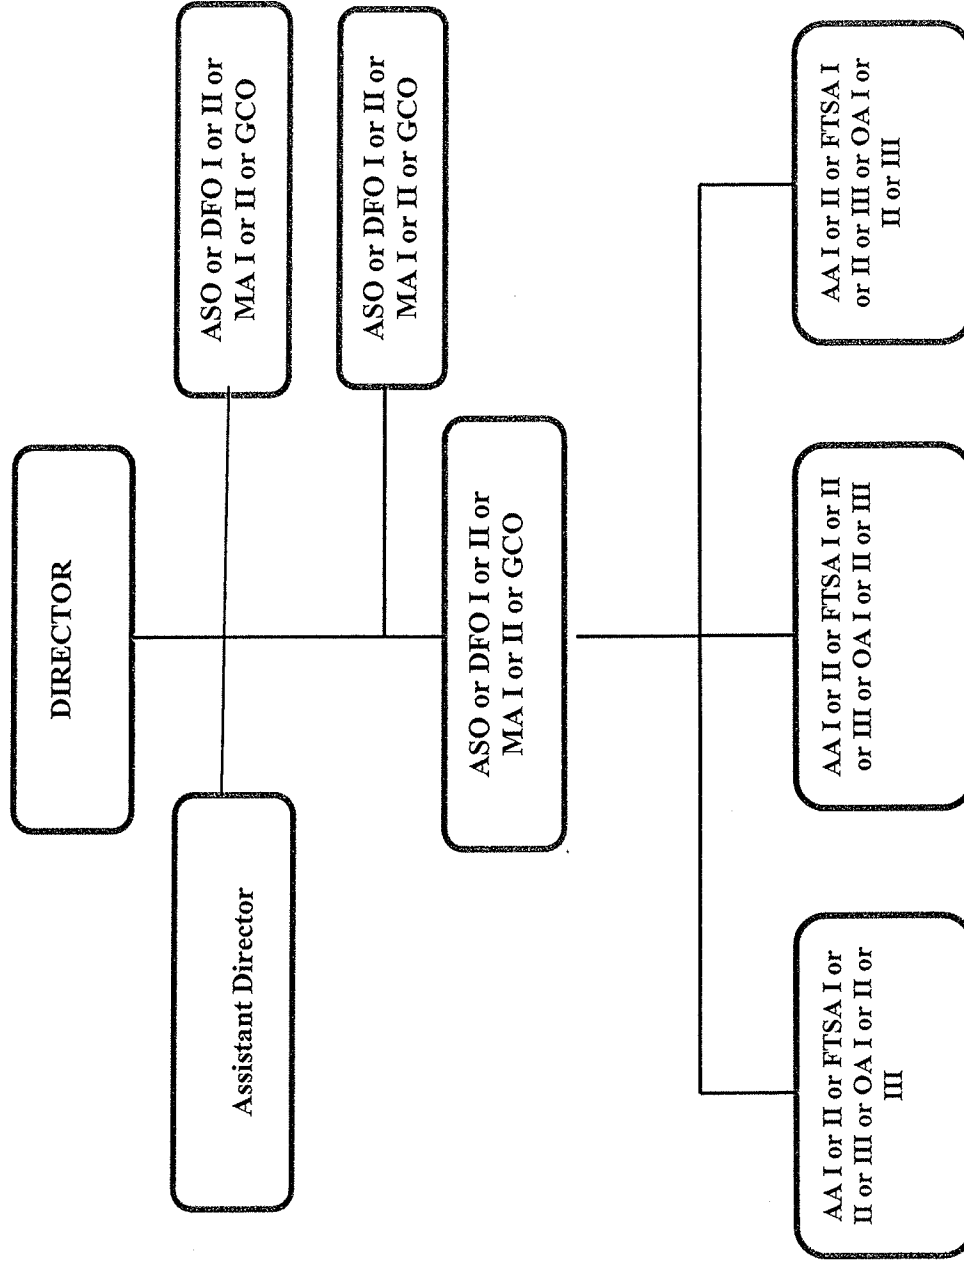 DIRECTOR
Assistant Director
ASO or DFO I or II or
MA I or II or GCO
ASO or DFO I or II or
MA I or II or GCO
ASO or DFO I or II or
MA I or II or GCO
AA I or II or FTSA I or
II or III or OA I or II or
III
AA I or II or FTSA I or II
or III or OA I or II or III
AA I or II or FTSA I
or II or III or OA I or
II or III